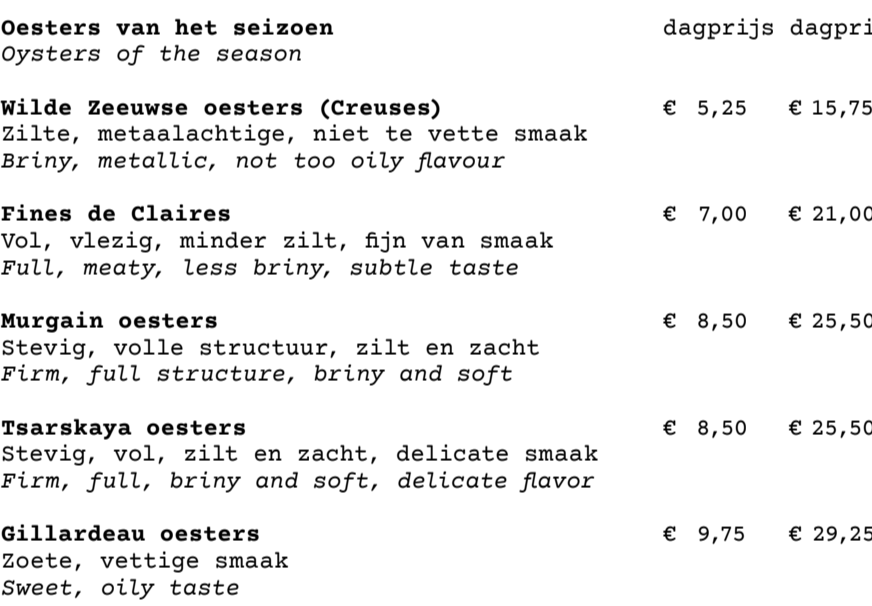 Oesters van het seizoen dagprijs dagpri
Oysters of the season
Wilde Zeeuwse oesters (Creuses) € 5,25 € 15,75
Zilte, metaalachtige, niet te vette smaak
Briny, metallic, not too oily flavour
Fines de Claires € 7,00 € 21,00
Vol, vlezig, minder zilt, fijn van smaak
Full, meaty, less briny, subtle taste
Murgain oesters € 8,50 € 25,50
Stevig, volle structuur, zilt en zacht
Firm, full structure, briny and soft
Tsarskaya oesters € 8,50 € 25,50
Stevig, vol, zilt en zacht, delicate smaak
Firm, full, briny and soft, delicate flavor
Gillardeau oesters € 9,75 € 29,25
Zoete, vettige smaak
Sweet, oily taste